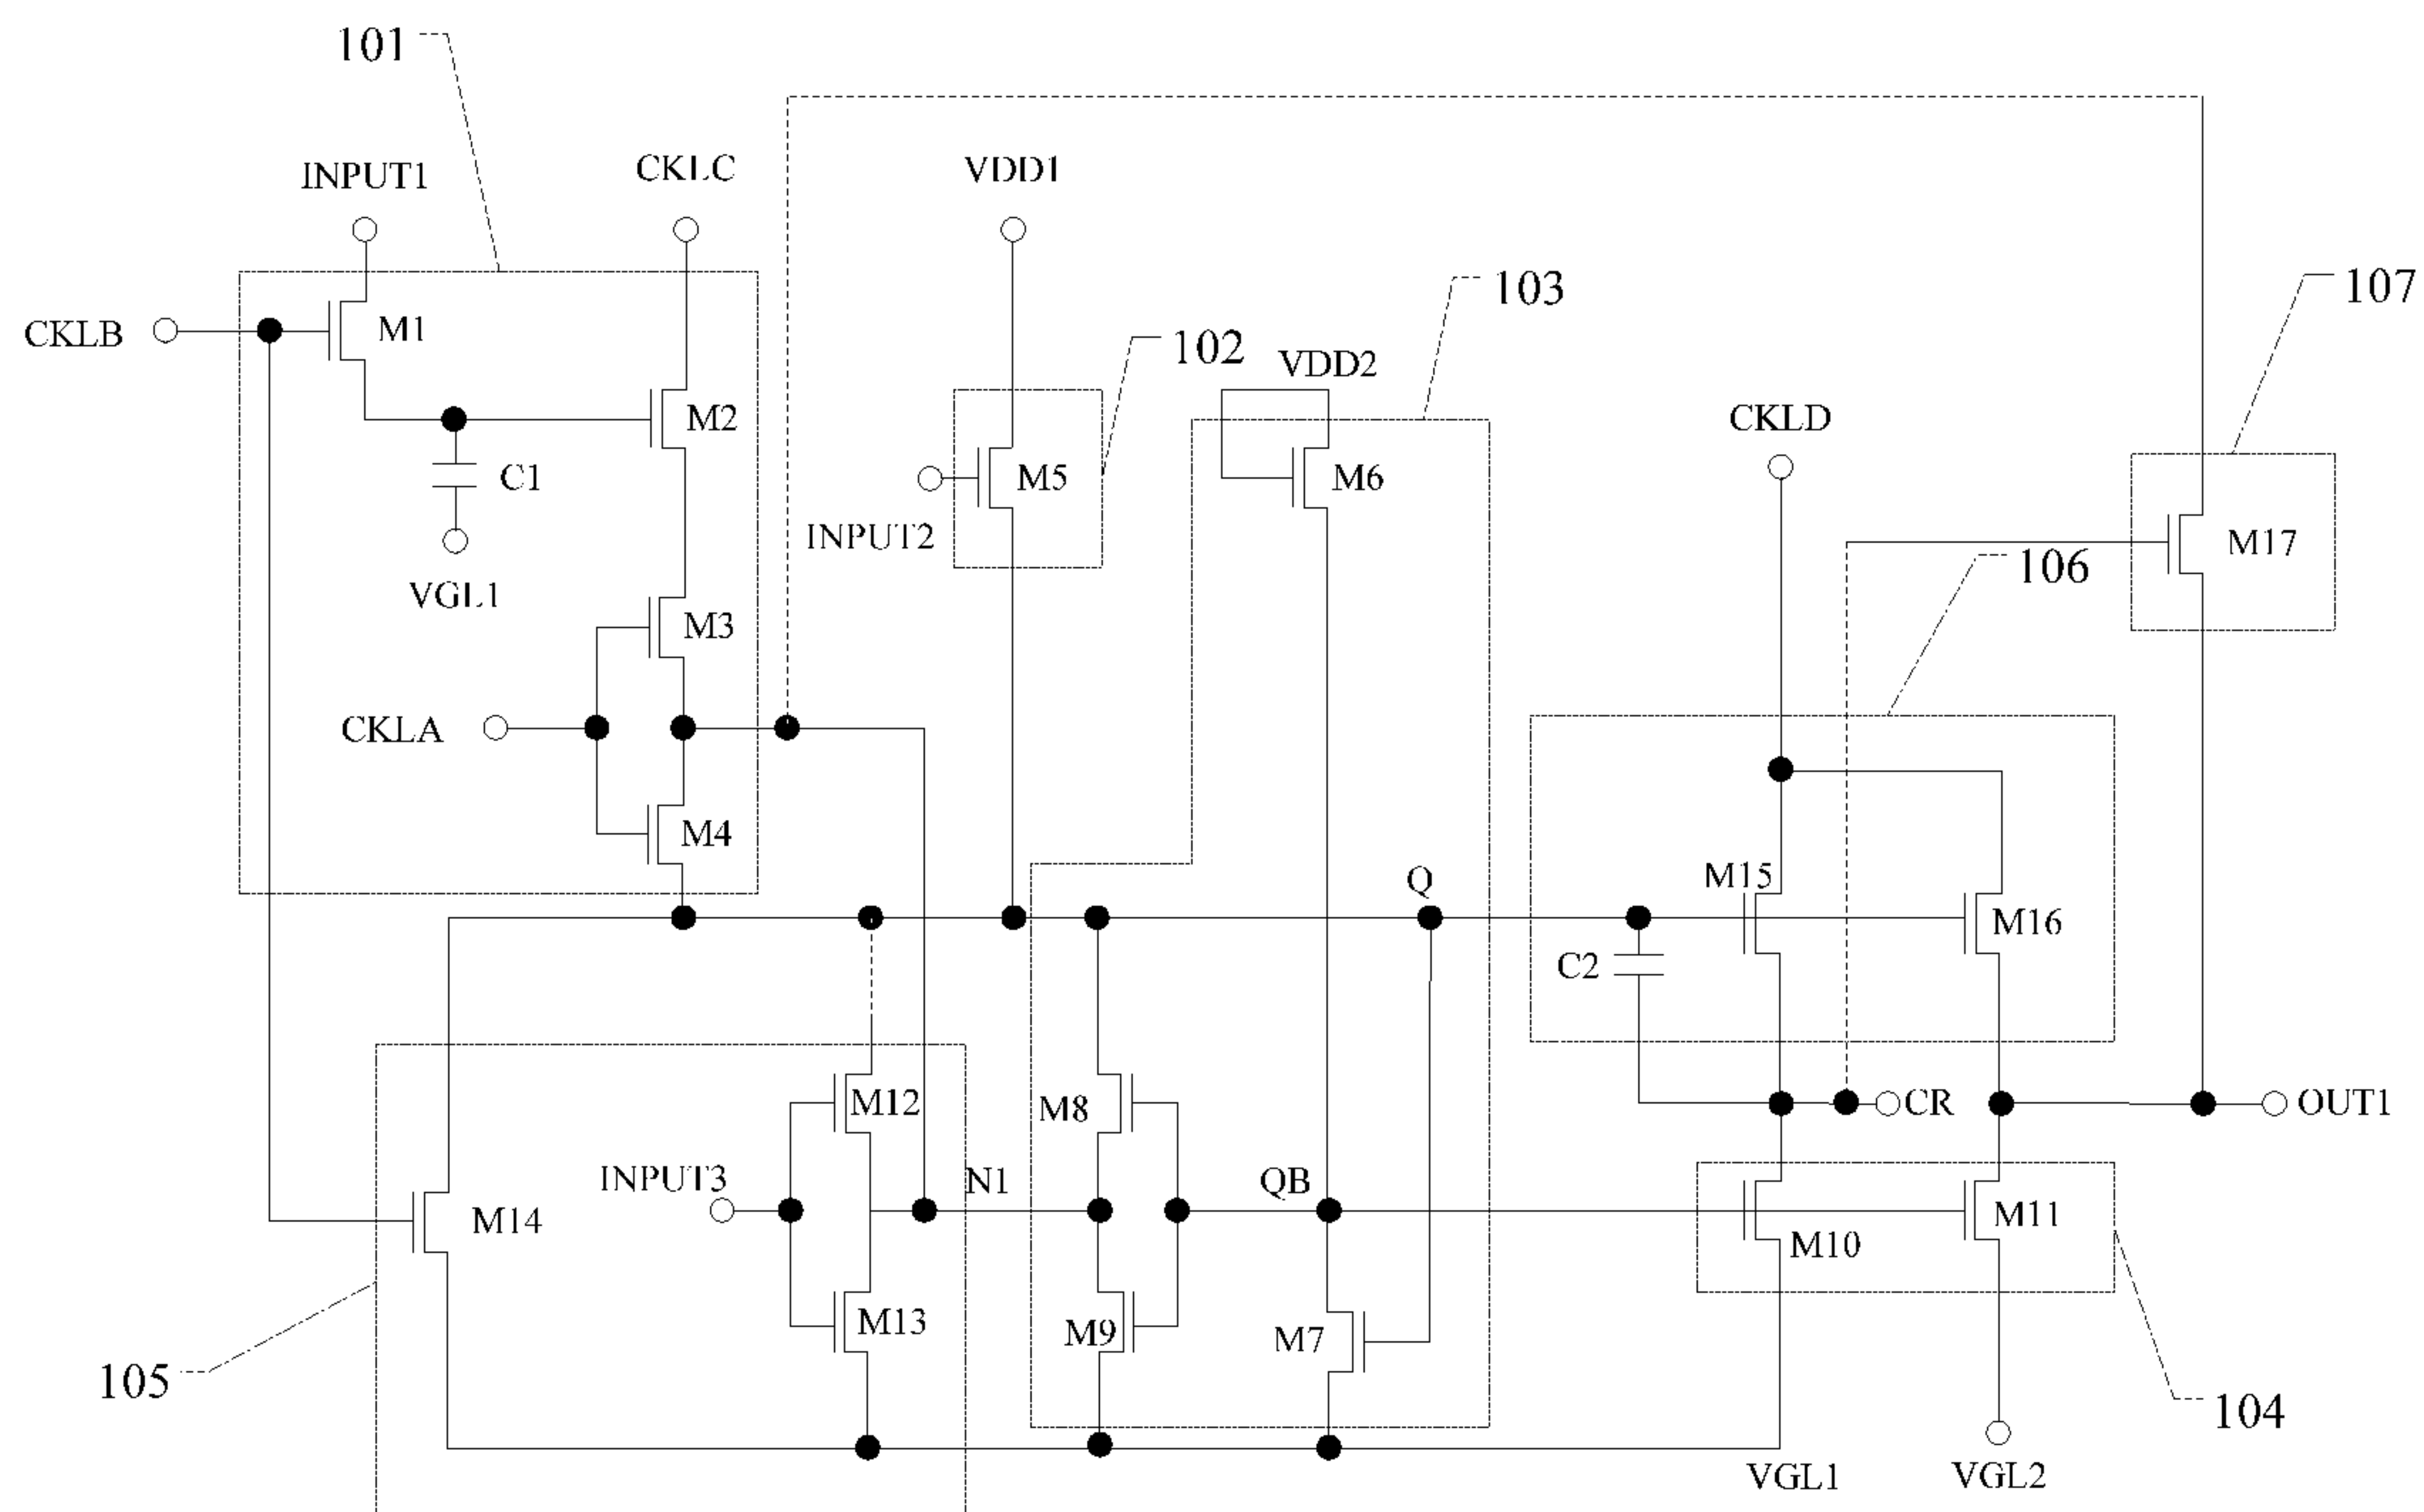 101
INPUT1
CKLC
VDD1
103
107
CKLB
M1
102
VDD2
M2
CKLD
C1
M5
M6
INPUT2
M17
106
VGL1
M3
CKLA
M4
M15
Q
M16
C2
M12
M8
CR
OUT1
INPUT3
N1
QB
M14
M11
M10
M13
M9
M7
105
104
VGL1
VGL2